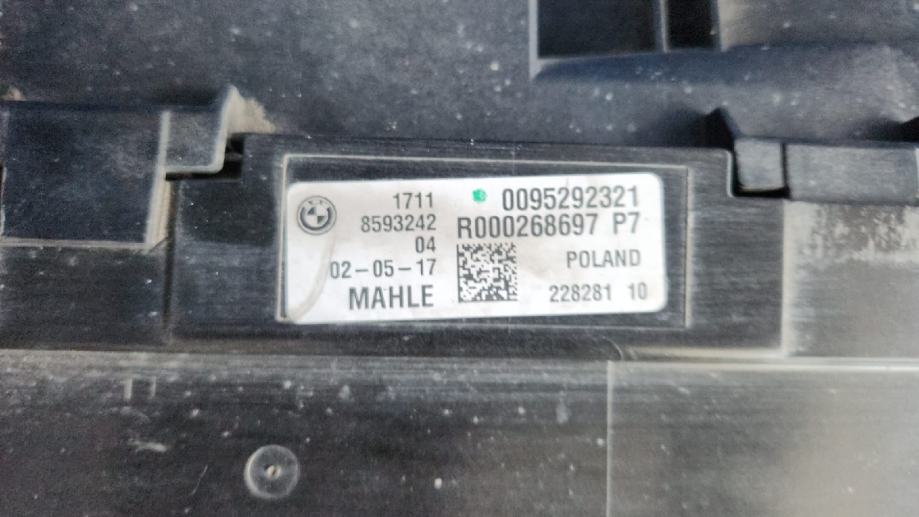 1711 0095292321
8593242 R000268697 P7
04
02-05-17 POLAND
MAHLE 228281 10